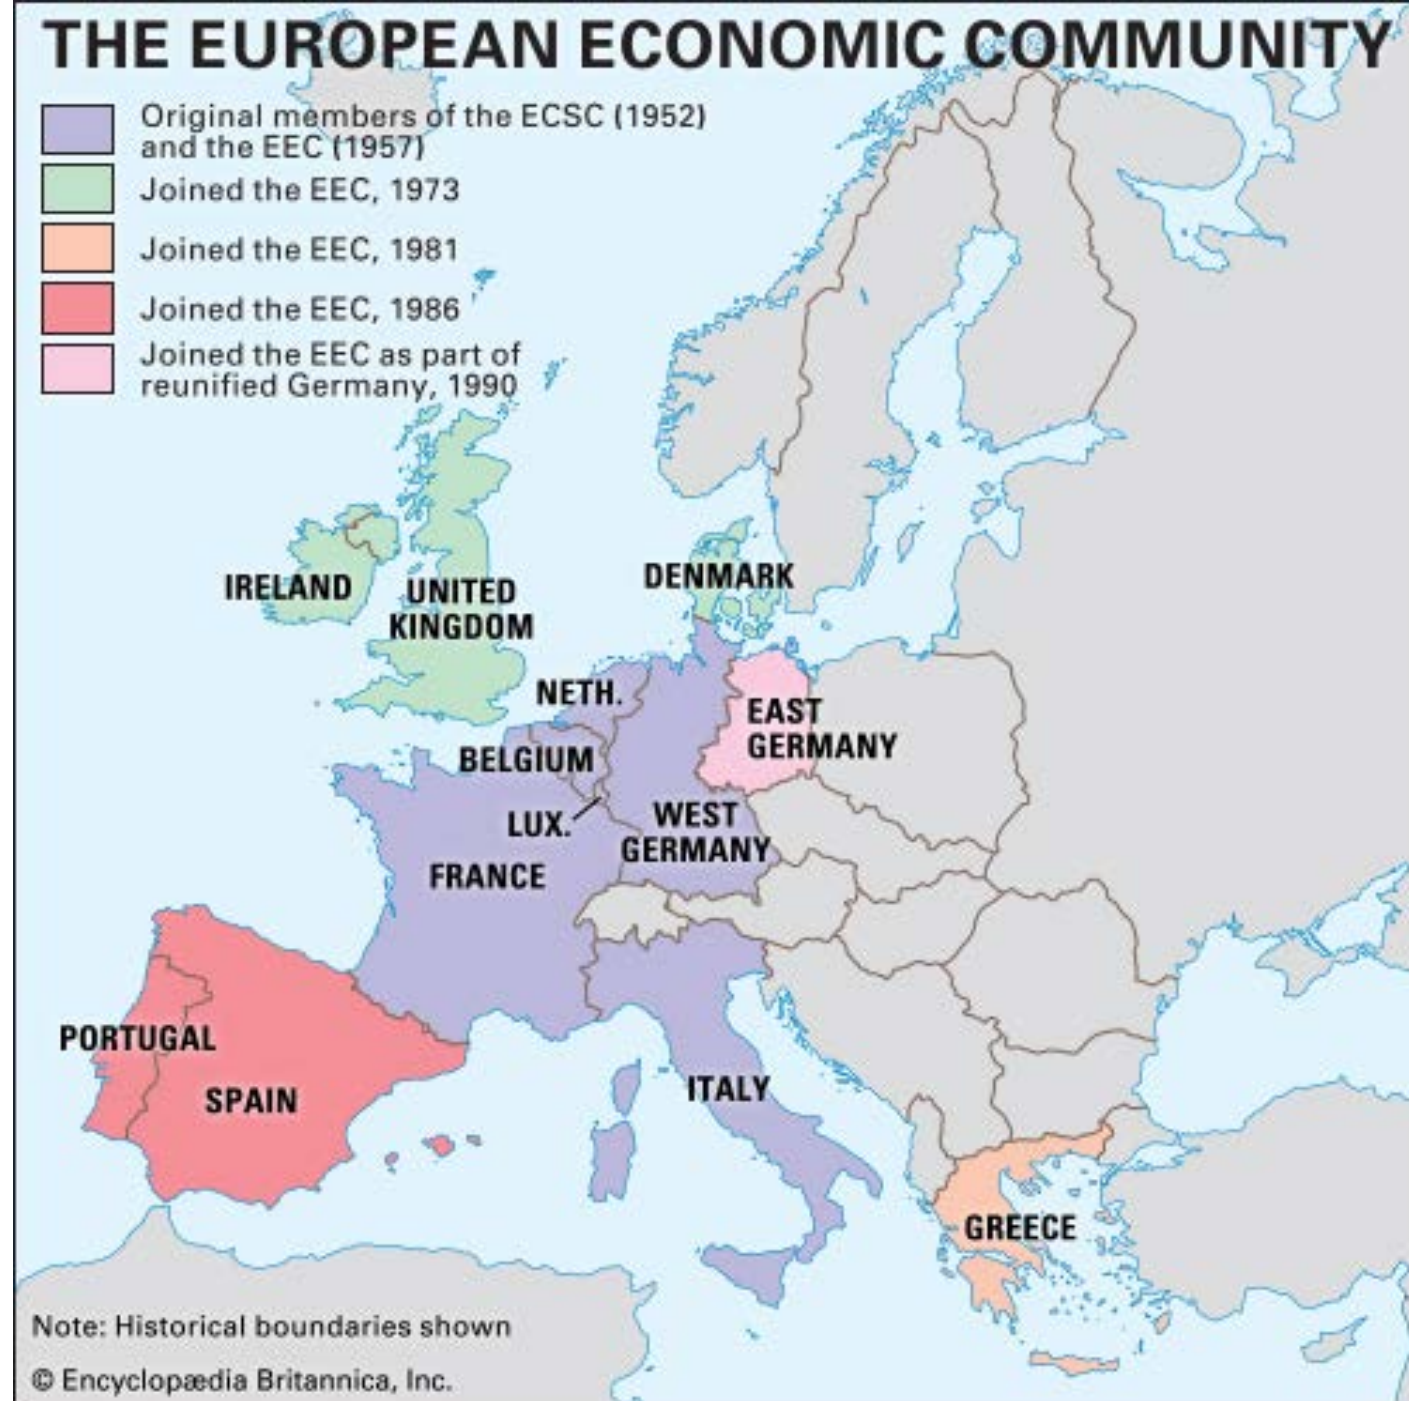 THE EUROPEAN ECONOMIC COMMUNITY
Original members of the ECSC (1952)
and the EEC (1957)
Joined the EEC, 1973
Joined the EEC, 1981
Joined the EEC, 1986
Joined the EEC as part of
reunified Germany, 1990
IRELAND
UNITED
KINGDOM
DENMARK
NETH.
EAST
GERMANY
BELGIUM
LUX.
WEST
GERMANY
FRANCE
PORTUGAL
SPAIN
ITALY
GREECE
Note: Historical boundaries shown
© Encyclopædia Britannica, Inc.